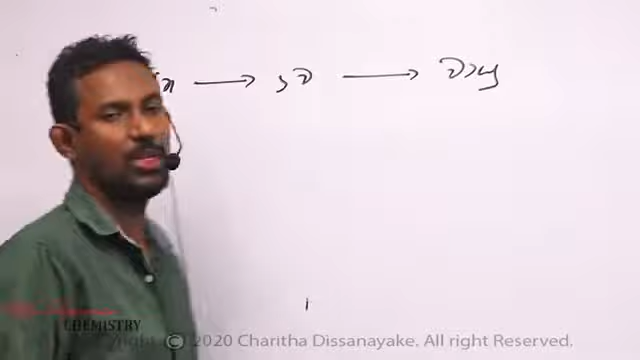 න → ද්‍රව → වායු
CHEMISTRY
© 2020 Charitha Dissanayake. All right Reserved.